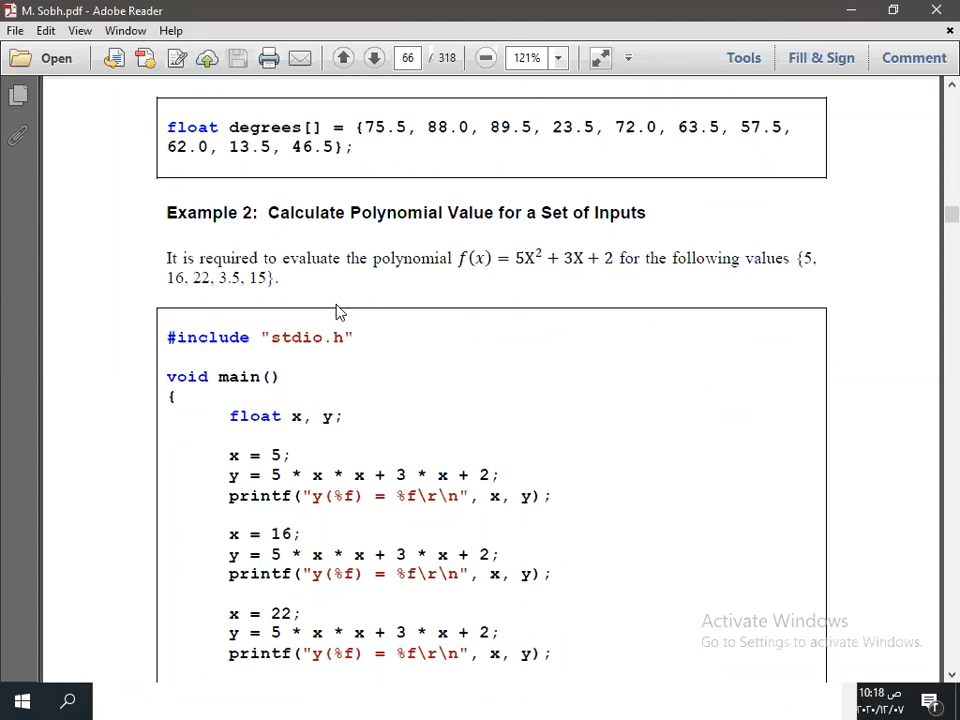 M. Sobh.pdf - Adobe Reader
File Edit View Window Help
Open 66 / 318 121% Tools Fill & Sign Comment
float degrees[] = {75.5, 88.0, 89.5, 23.5, 72.0, 63.5, 57.5,
62.0, 13.5, 46.5};
Example 2: Calculate Polynomial Value for a Set of Inputs
It is required to evaluate the polynomial f(x) = 5X² + 3X + 2 for the following values {5,
16, 22, 3.5, 15}.
#include "stdio.h"
void main()
{
float x, y;
x = 5;
y = 5 * x * x + 3 * x + 2;
printf("y(%f) = %f\r\n", x, y);
x = 16;
y = 5 * x * x + 3 * x + 2;
printf("y(%f) = %f\r\n", x, y);
x = 22;
y = 5 * x * x + 3 * x + 2;
printf("y(%f) = %f\r\n", x, y);
Activate Windows
Go to Settings to activate Windows.
10:18 ص
٢٠٢٠/١٢/٠٧